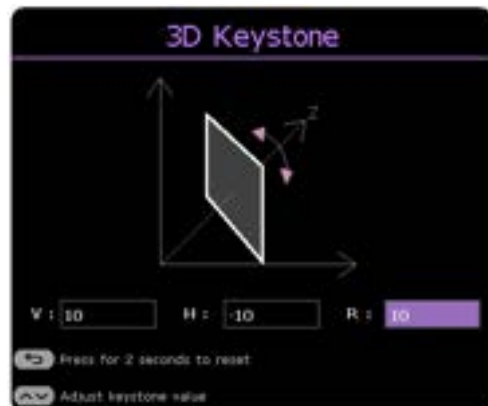 3D Keystone
Z
V : 10 H : -10 R : 10
Press for 2 seconds to reset
Adjust keystone value